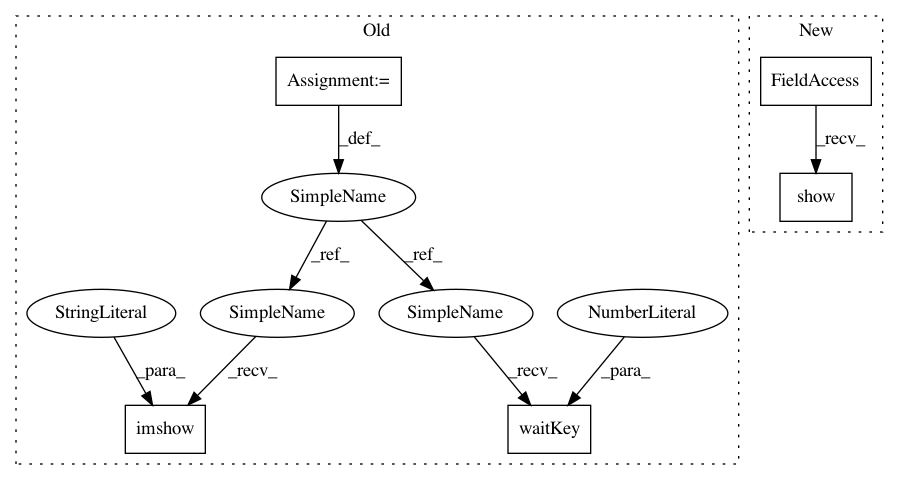 Old
New
Assignment:=
FieldAccess
_def_
_recv_
SimpleName
show
_ref_
_ref_
StringLiteral
SimpleName
SimpleName
NumberLiteral
_para_
_recv_
_recv_
_para_
imshow
waitKey